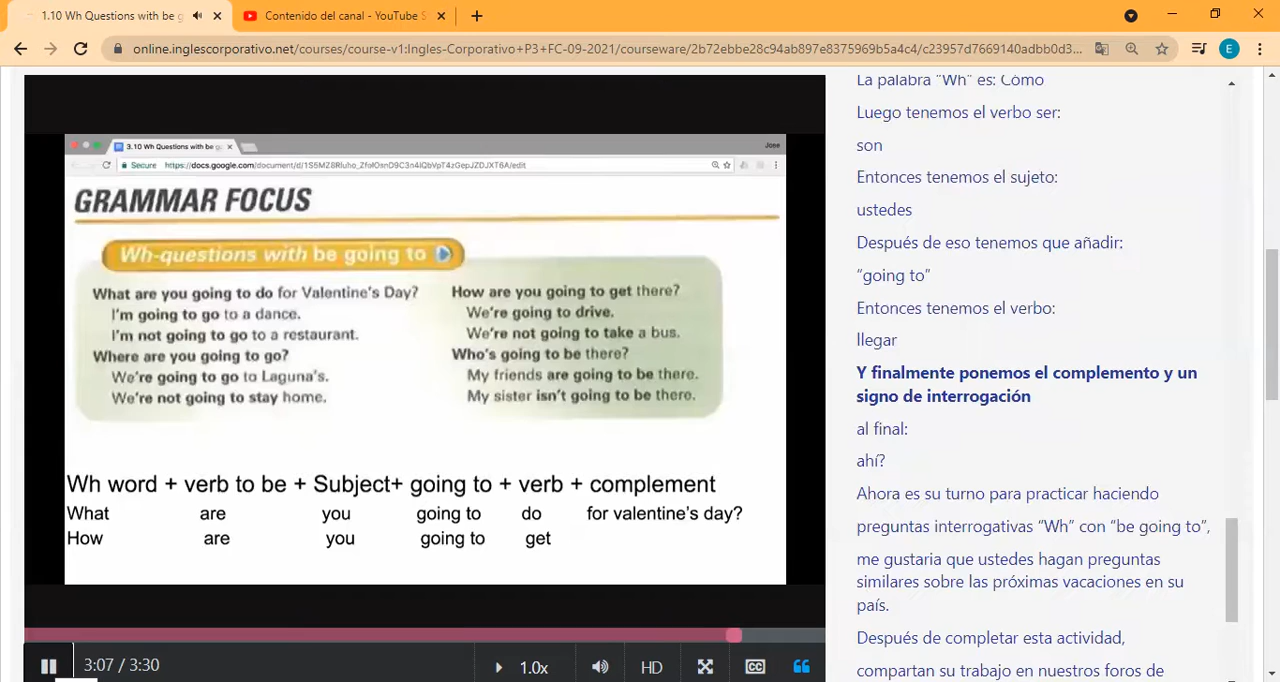 1.10 Wh Questions with be g
Contenido del canal - YouTube S
online.inglescorporativo.net/courses/course-v1:Ingles-Corporativo+P3+FC-09-2021/courseware/2b72ebbe28c94ab897e8375969b5a4c4/c23957d7669140adbb0d3...
E
3.10 Wh Questions with be g
Jose
Secure
GRAMMAR FOCUS
Wh-questions with be going to
What are you going to do for Valentine's Day?
I'm going to go to a dance.
I'm not going to go to a restaurant.
Where are you going to go?
We're going to go to Laguna's.
We're not going to stay home.
How are you going to get there?
We're going to drive.
We're not going to take a bus.
Who's going to be there?
My friends are going to be there.
My sister isn't going to be there.
Wh word + verb to be + Subject+ going to + verb + complement
What are you going to do for valentine's day?
How are you going to get
3:07 / 3:30
1.0x
HD
CC
La palabra "Wh" es: Cómo
Luego tenemos el verbo ser:
son
Entonces tenemos el sujeto:
ustedes
Después de eso tenemos que añadir:
"going to"
Entonces tenemos el verbo:
llegar
Y finalmente ponemos el complemento y un
signo de interrogación
al final:
ahí?
Ahora es su turno para practicar haciendo
preguntas interrogativas "Wh" con "be going to",
me gustaria que ustedes hagan preguntas
similares sobre las próximas vacaciones en su
país.
Después de completar esta actividad,
compartan su trabajo en nuestros foros de